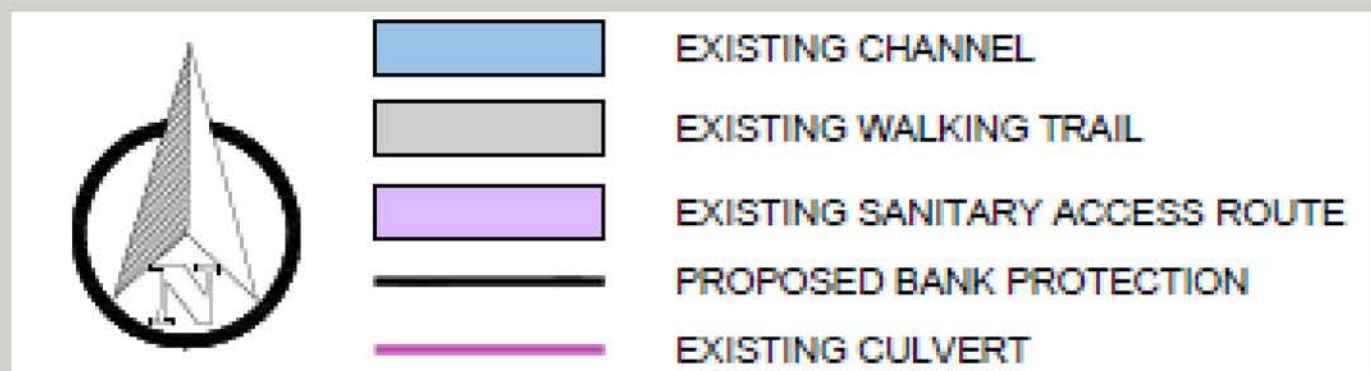 EXISTING CHANNEL
EXISTING WALKING TRAIL
EXISTING SANITARY ACCESS ROUTE
PROPOSED BANK PROTECTION
EXISTING CULVERT
N